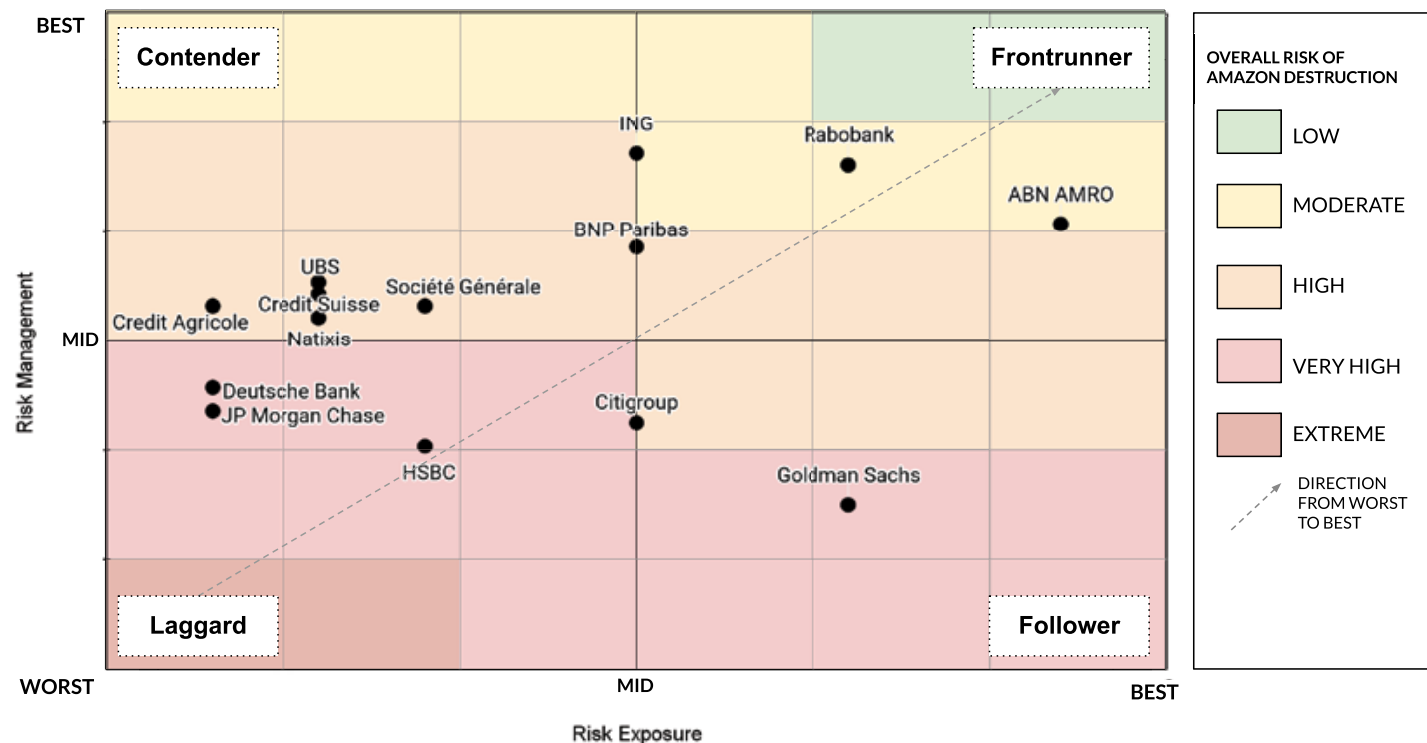 BEST
Contender
Frontrunner
ING
Rabobank
ABN AMRO
BNP Paribas
UBS
Société Générale
Credit Suisse
Credit Agricole
Natixis
MID
Risk Management
Deutsche Bank
JP Morgan Chase
Citigroup
HSBC
Goldman Sachs
Laggard
Follower
WORST
MID
BEST
Risk Exposure
OVERALL RISK OF
AMAZON DESTRUCTION
LOW
MODERATE
HIGH
VERY HIGH
EXTREME
DIRECTION
FROM WORST
TO BEST